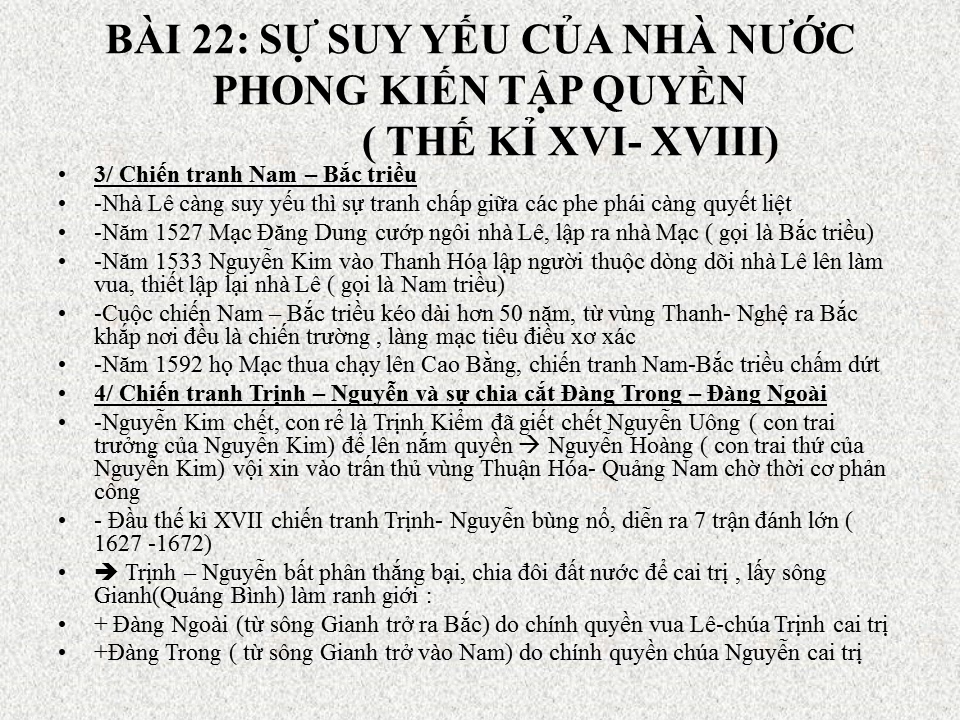 BÀI 22: SỰ SUY YẾU CỦA NHÀ NƯỚC
PHONG KIẾN TẬP QUYỀN
( THẾ KỈ XVI- XVIII)
• 3/ Chiến tranh Nam – Bắc triều
• -Nhà Lê càng suy yếu thì sự tranh chấp giữa các phe phái càng quyết liệt
• -Năm 1527 Mạc Đăng Dung cướp ngôi nhà Lê, lập ra nhà Mạc ( gọi là Bắc triều)
• -Năm 1533 Nguyễn Kim vào Thanh Hóa lập người thuộc dòng dõi nhà Lê lên làm
vua, thiết lập lại nhà Lê ( gọi là Nam triều)
• -Cuộc chiến Nam – Bắc triều kéo dài hơn 50 năm, từ vùng Thanh- Nghệ ra Bắc
khắp nơi đều là chiến trường , làng mạc tiêu điều xơ xác
• -Năm 1592 họ Mạc thua chạy lên Cao Bằng, chiến tranh Nam-Bắc triều chấm dứt
• 4/ Chiến tranh Trịnh – Nguyễn và sự chia cắt Đàng Trong – Đàng Ngoài
• -Nguyễn Kim chết, con rể là Trịnh Kiểm đã giết chết Nguyễn Uông ( con trai
trưởng của Nguyễn Kim) để lên nắm quyền → Nguyễn Hoàng ( con trai thứ của
Nguyễn Kim) vội xin vào trấn thủ vùng Thuận Hóa- Quảng Nam chờ thời cơ phản
công
• - Đầu thế kỉ XVII chiến tranh Trịnh- Nguyễn bùng nổ, diễn ra 7 trận đánh lớn (
1627 -1672)
• ➔ Trịnh – Nguyễn bất phân thắng bại, chia đôi đất nước để cai trị , lấy sông
Gianh(Quảng Bình) làm ranh giới :
• + Đàng Ngoài (từ sông Gianh trở ra Bắc) do chính quyền vua Lê-chúa Trịnh cai trị
• +Đàng Trong ( từ sông Gianh trở vào Nam) do chính quyền chúa Nguyễn cai trị